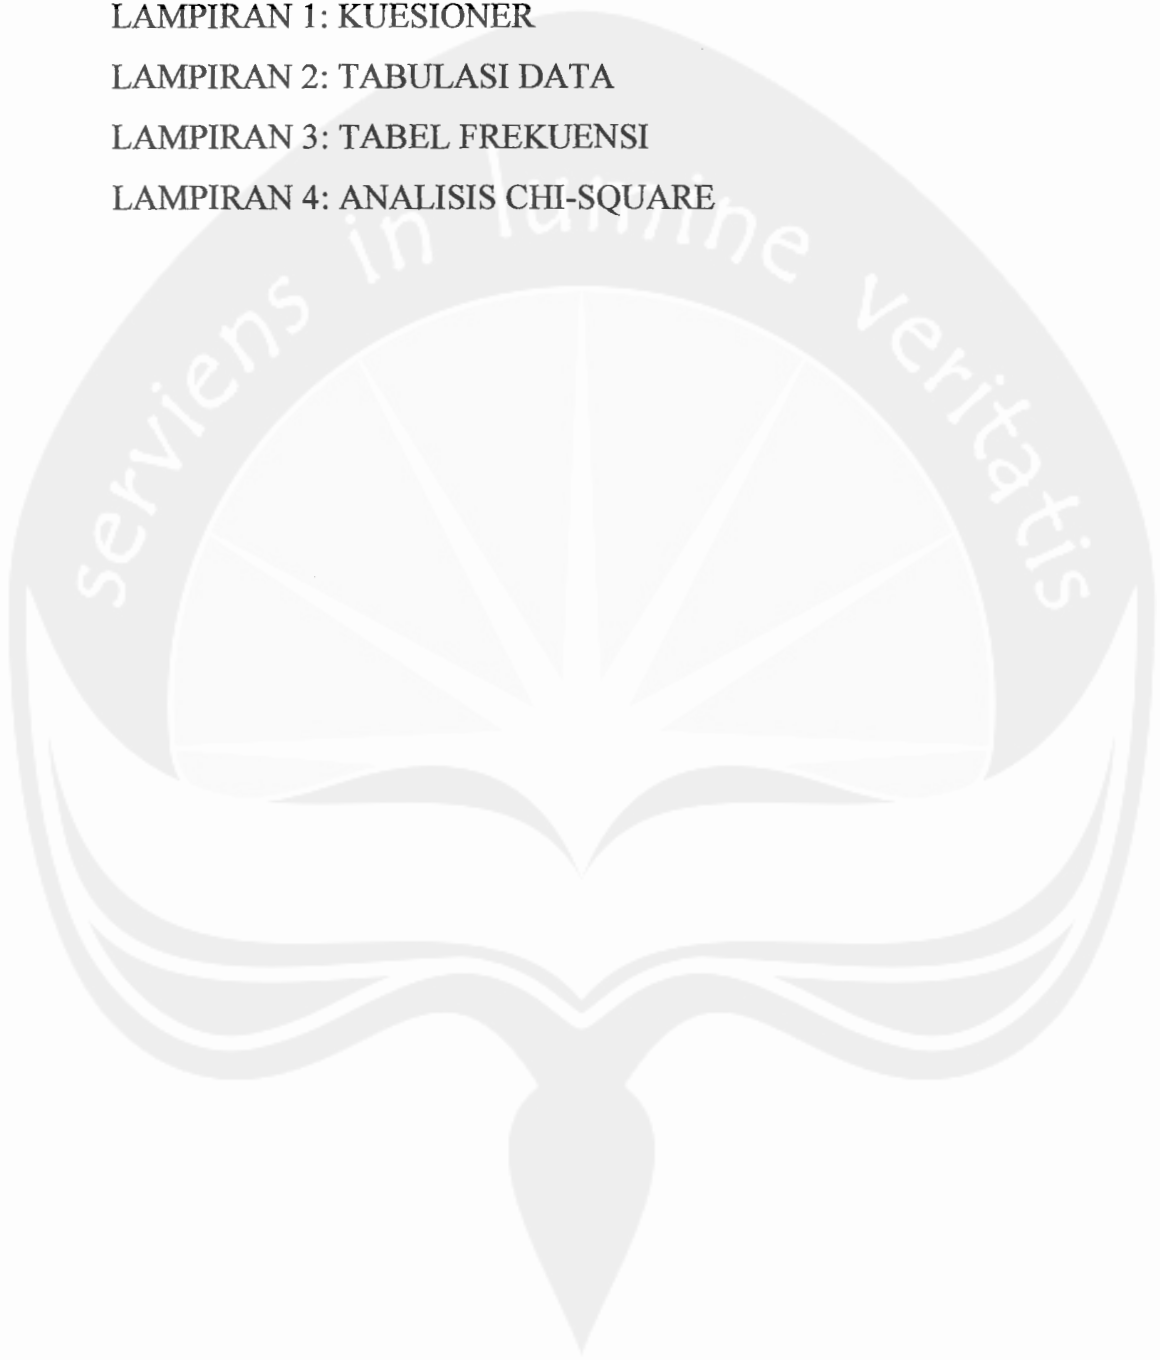 LAMPIRAN 1: KUESIONER
LAMPIRAN 2: TABULASI DATA
LAMPIRAN 3: TABEL FREKUENSI
LAMPIRAN 4: ANALISIS CHI-SQUARE
serviens in lumine veritatis